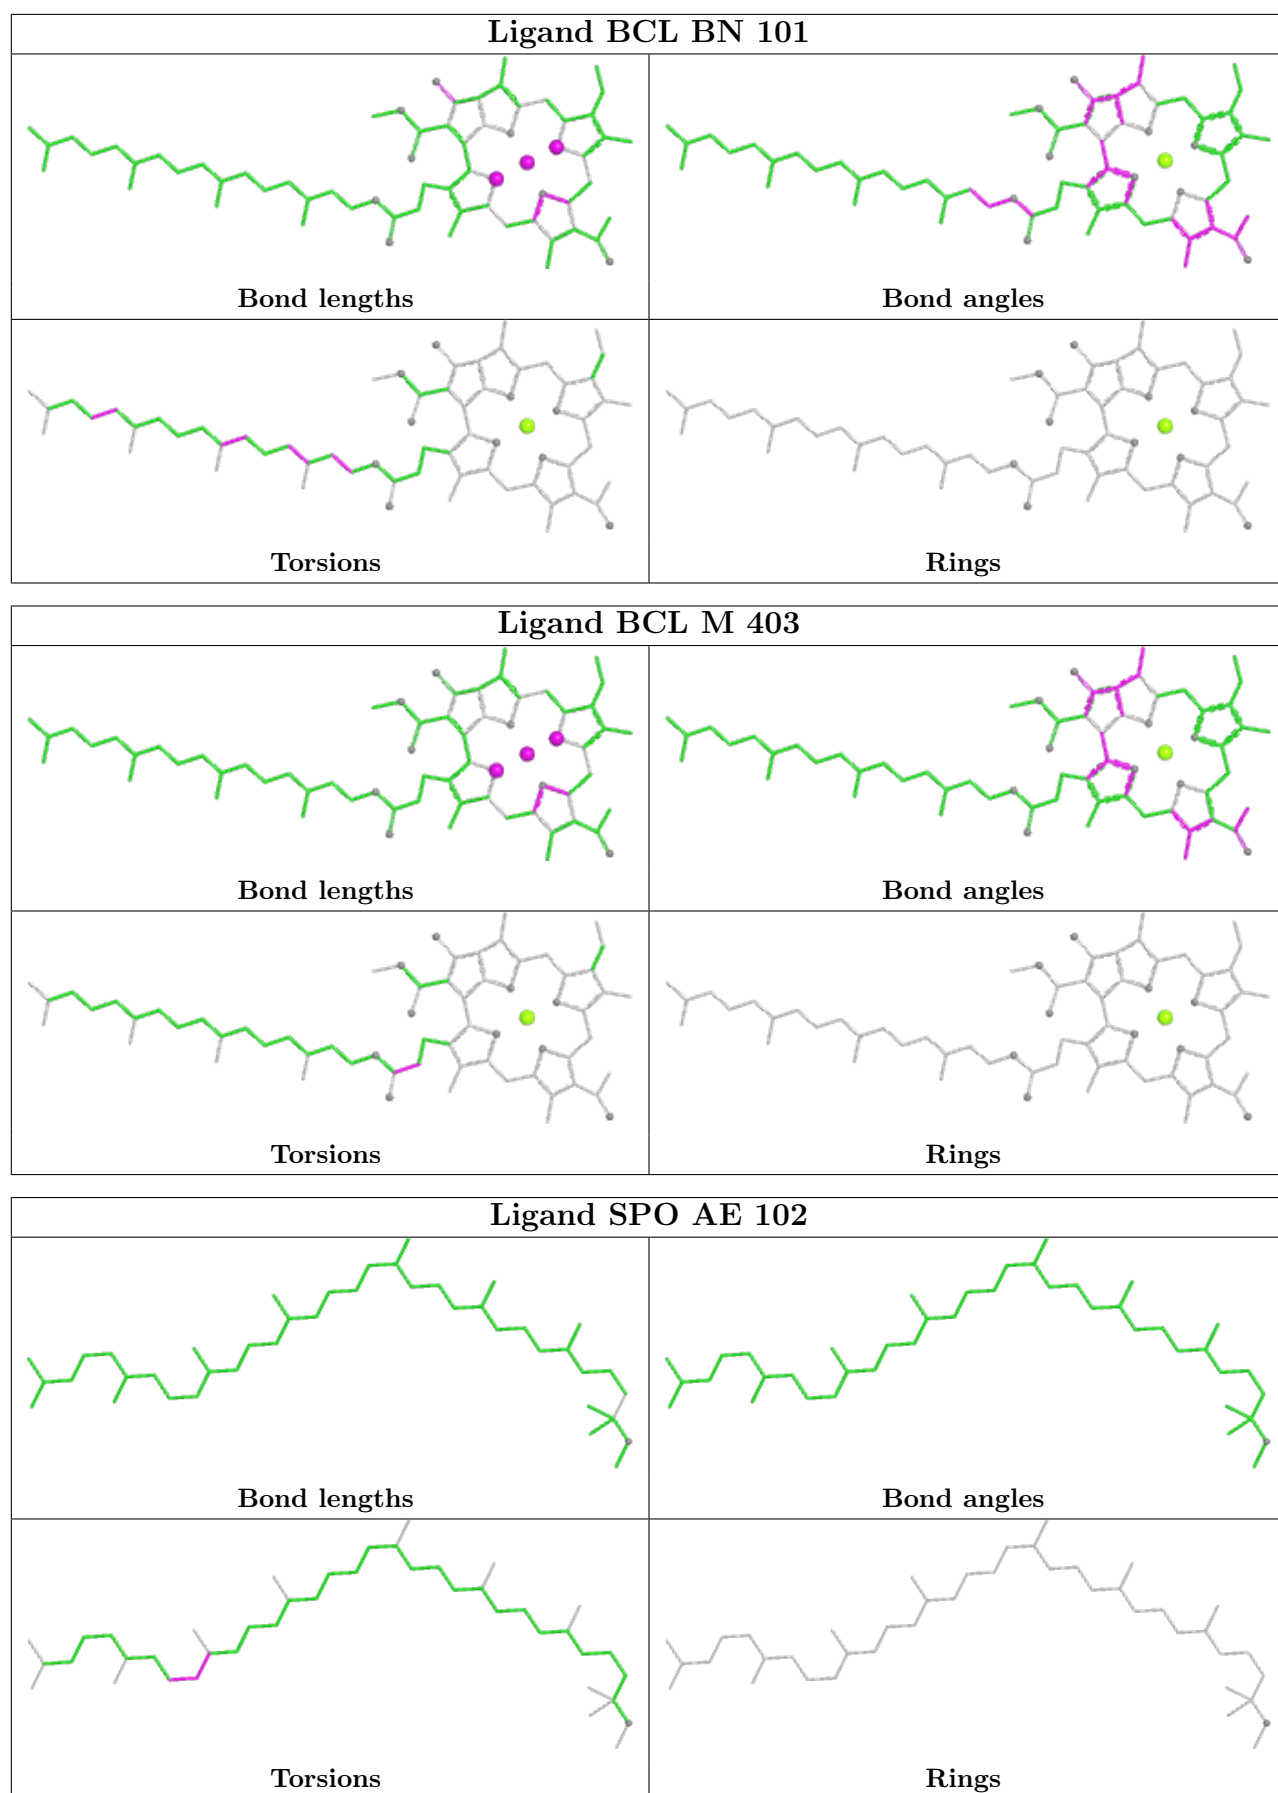 Ligand BCL BN 101
Bond lengths
Bond angles
Torsions
Rings
Ligand BCL M 403
Bond lengths
Bond angles
Torsions
Rings
Ligand SPO AE 102
Bond lengths
Bond angles
Torsions
Rings